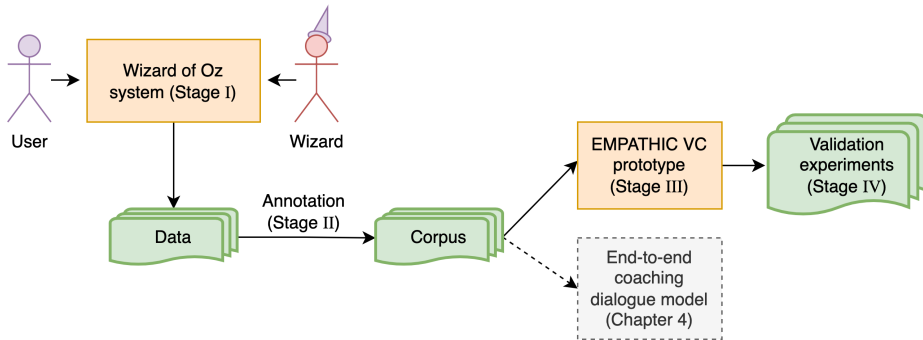 Wizard of Oz
system (Stage I)
User
Wizard
Data
Annotation
(Stage II)
Corpus
EMPATHIC VC
prototype
(Stage III)
Validation
experiments
(Stage IV)
End-to-end
coaching
dialogue model
(Chapter 4)